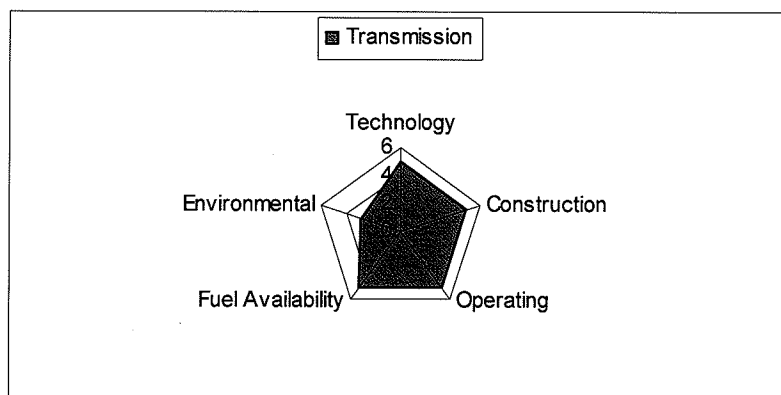 Transmission
Technology
6
4
Environmental
Construction
Fuel Availability
Operating